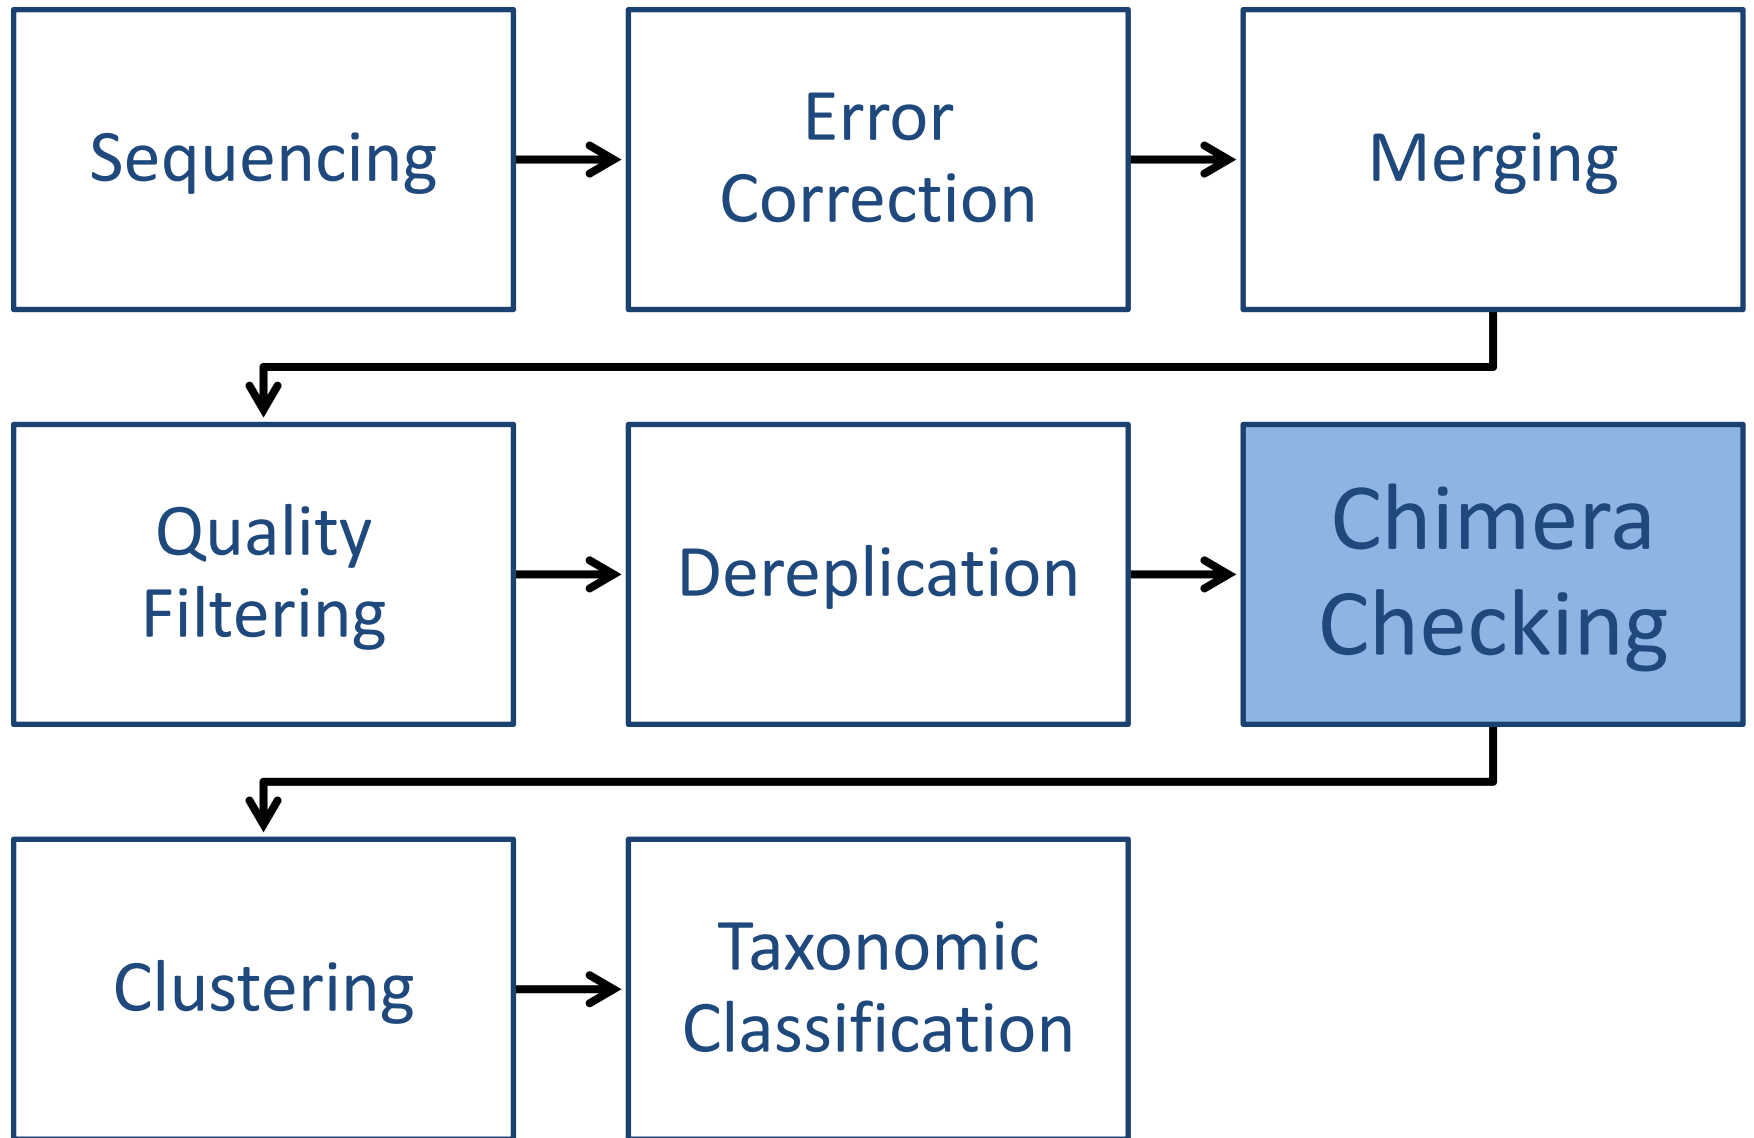 Sequencing
Error
Correction
Merging
Quality
Filtering
Dereplication
Chimera
Checking
Clustering
Taxonomic
Classification